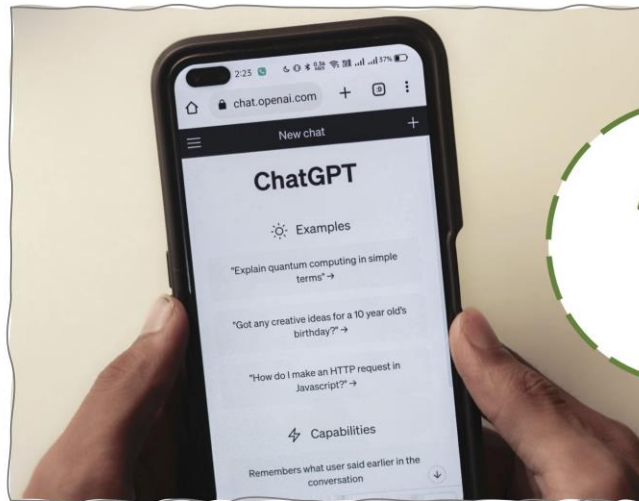 2:23
37%
chat.openai.com
New chat
ChatGPT
Examples
"Explain quantum computing in simple
terms" →
"Got any creative ideas for a 10 year old's
birthday?" →
"How do I make an HTTP request in
Javascript?" →
Capabilities
Remembers what user said earlier in the
conversation